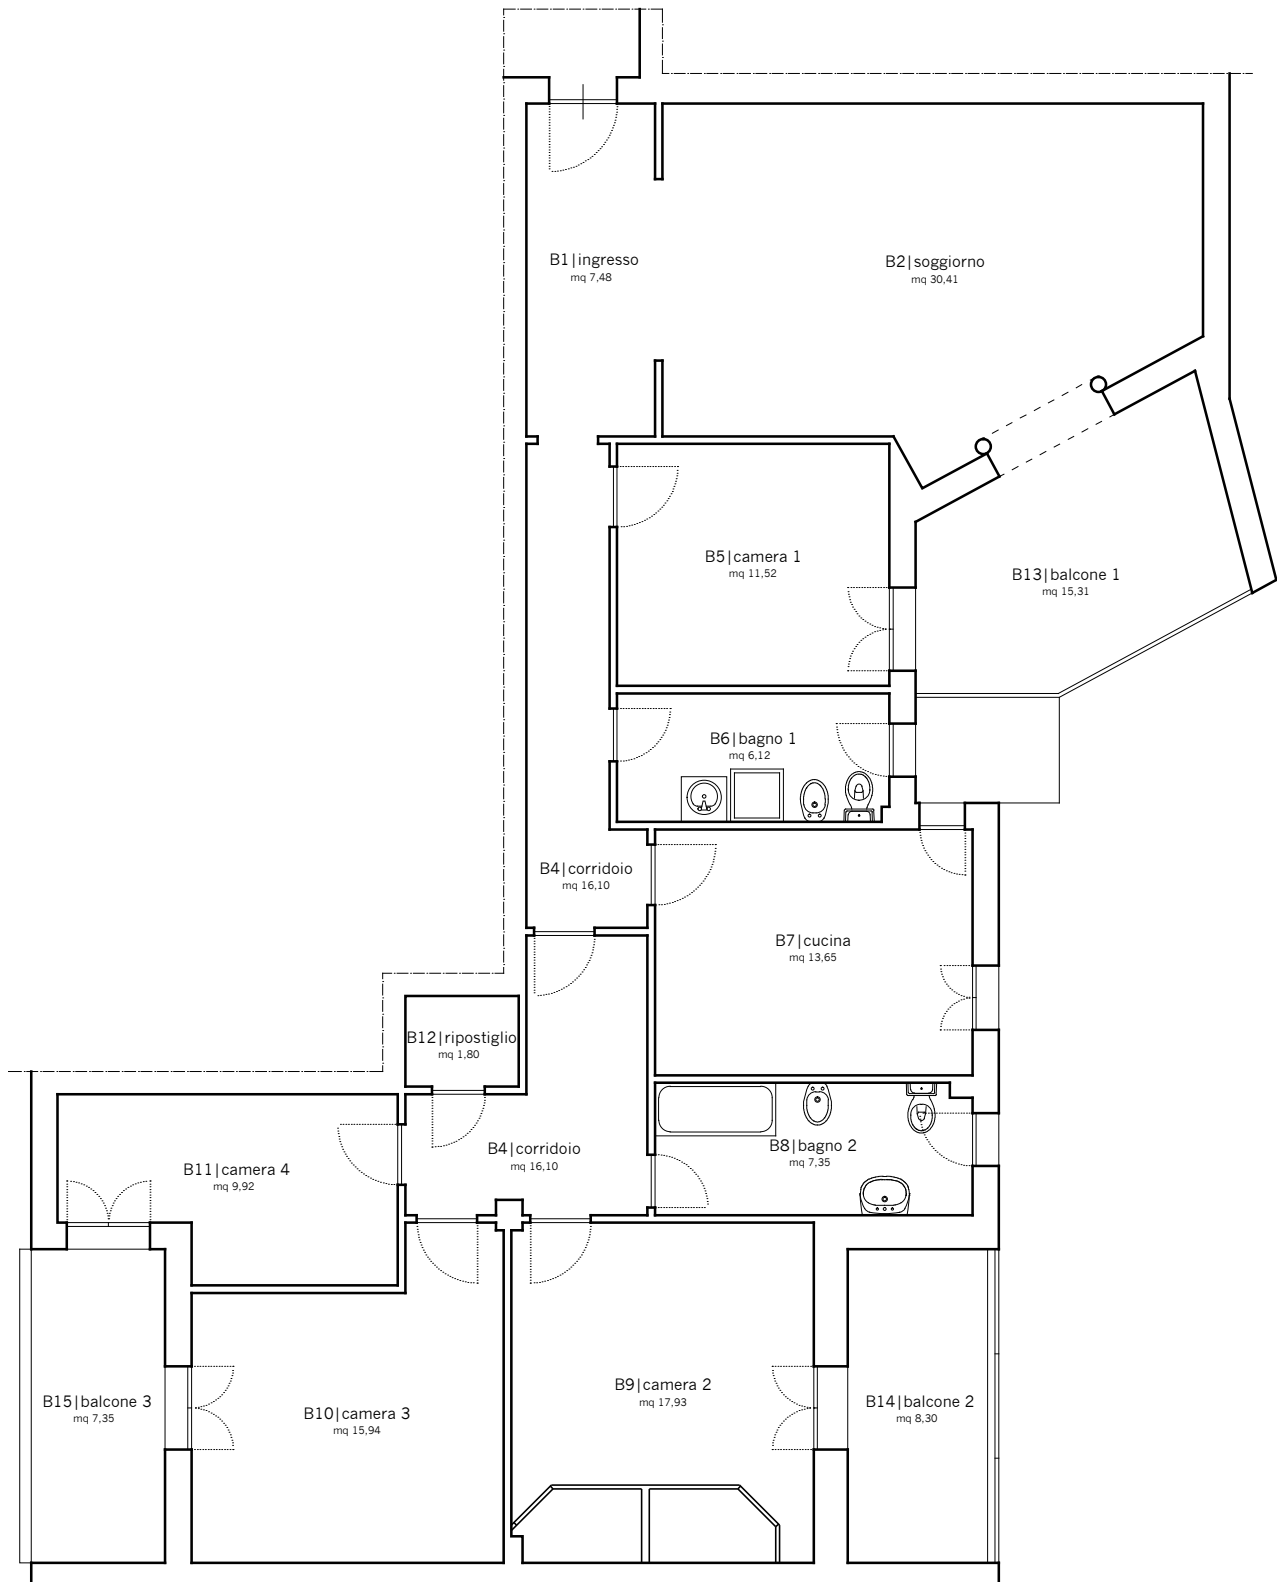 B1|ingresso
mq 7,48
B2|soggiorno
mq 30,41
B5|camera 1
mq 11,52
B13|balcone 1
mq 15,31
B6|bagno 1
mq 6,12
B4|corridoio
mq 16,10
B7|cucina
mq 13,65
B12|ripostiglio
mq 1,80
B11|camera 4
mq 9,92
B4|corridoio
mq 16,10
B8|bagno 2
mq 7,35
B15|balcone 3
mq 7,35
B10|camera 3
mq 15,94
B9|camera 2
mq 17,93
B14|balcone 2
mq 8,30